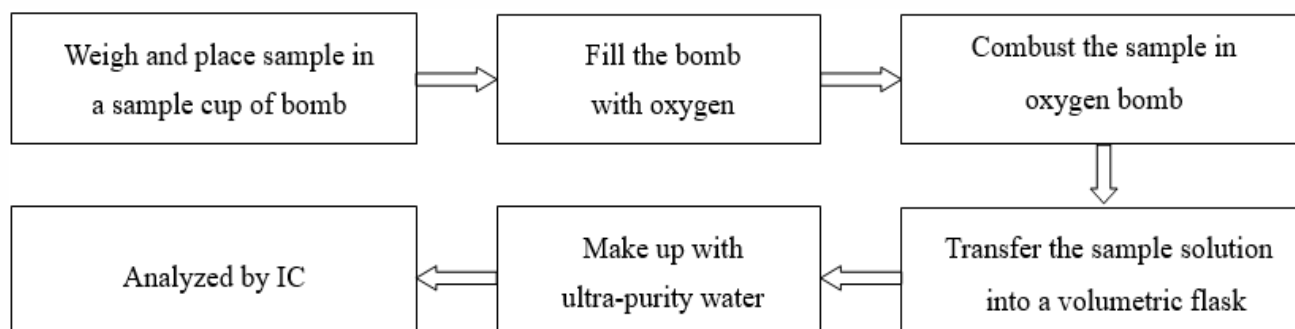 Weigh and place sample in
a sample cup of bomb
Fill the bomb
with oxygen
Combust the sample in
oxygen bomb
Transfer the sample solution
into a volumetric flask
Make up with
ultra-purity water
Analyzed by IC